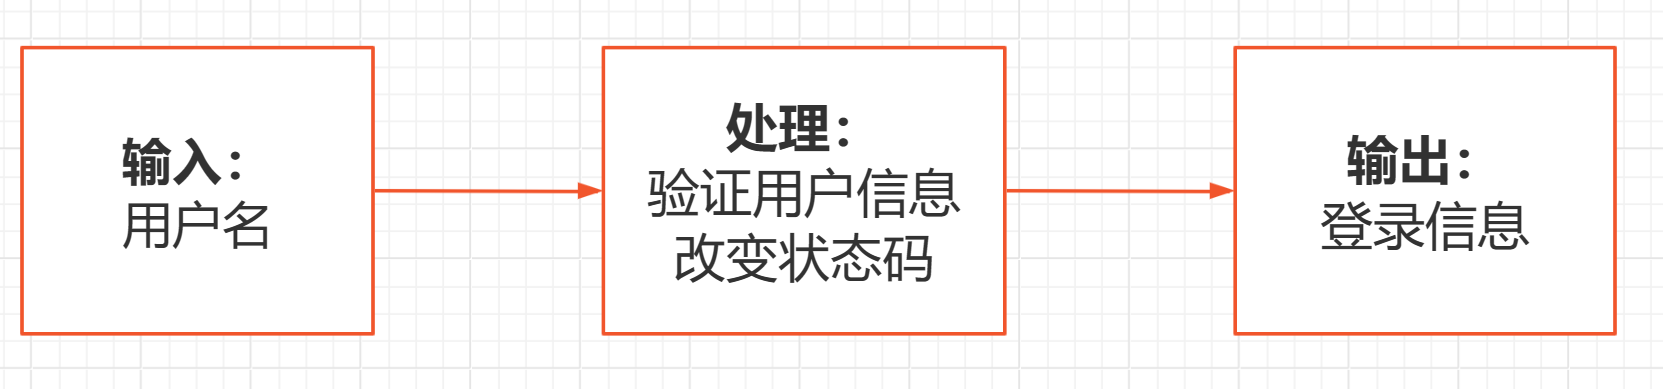 输入：
用户名
处理：
验证用户信息
改变状态码
输出：
登录信息